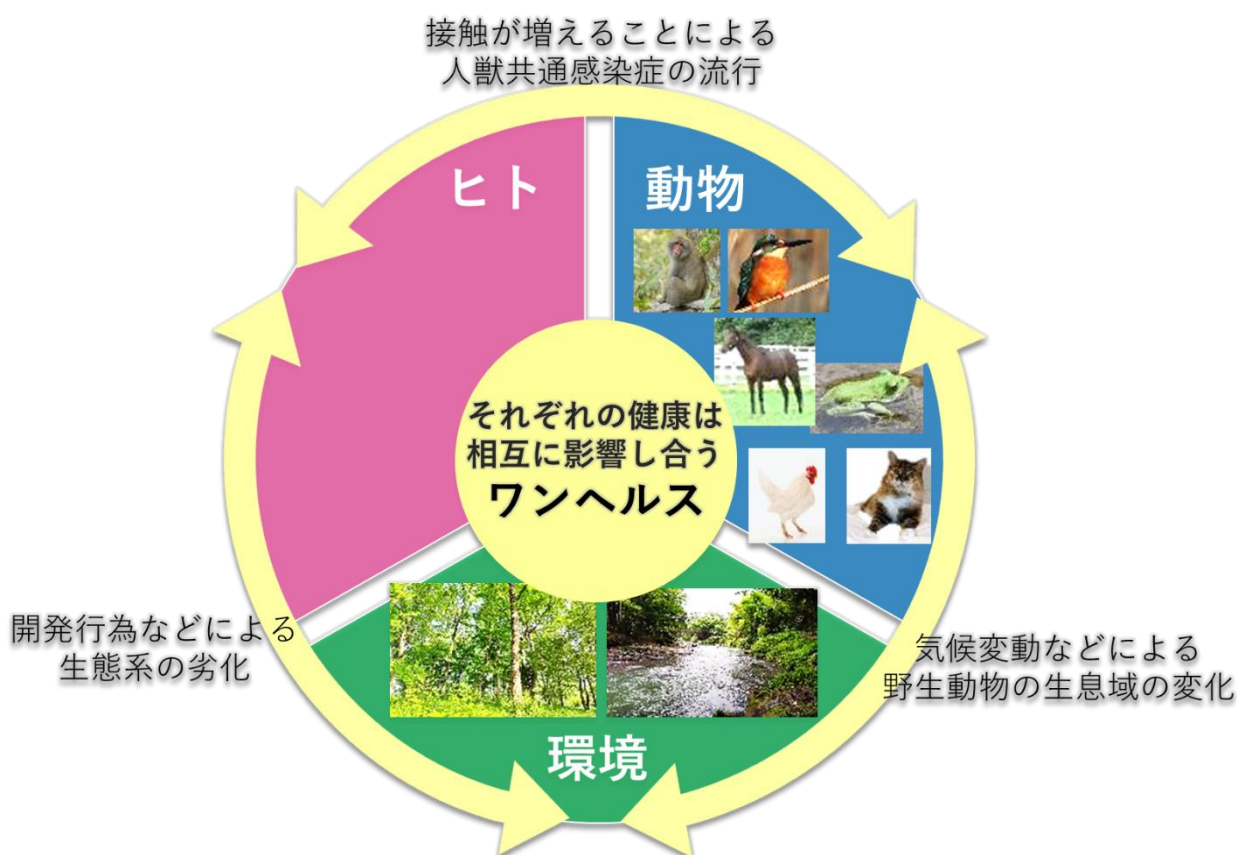 接触が増えることによる
人獣共通感染症の流行
ヒト
動物
それぞれの健康は
相互に影響し合う
ワンヘルス
開発行為などによる
生態系の劣化
気候変動などによる
野生動物の生息域の変化
環境